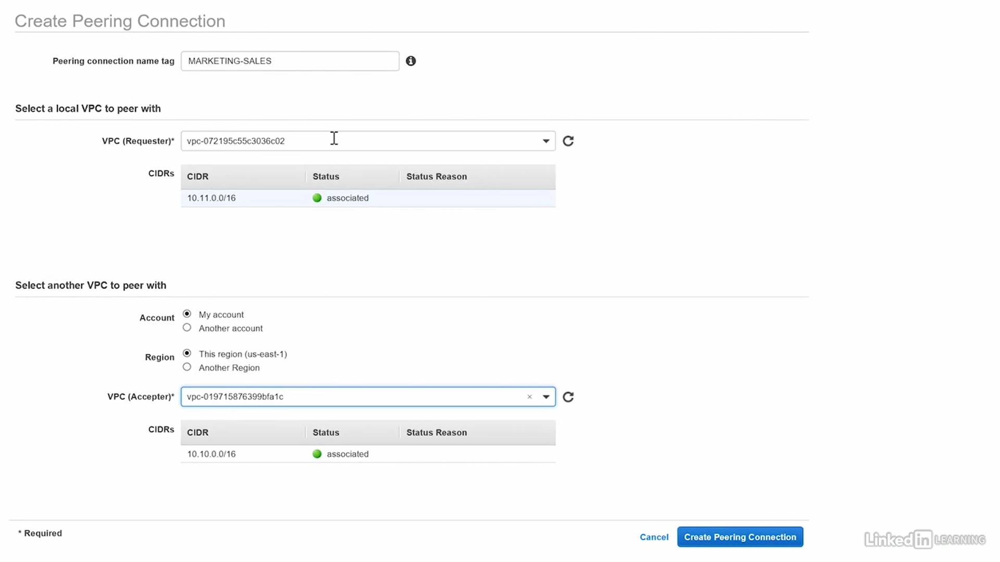 Create Peering Connection
Peering connection name tag MARKETING-SALES
Select a local VPC to peer with
VPC (Requester)* vpc-072195c55c3036c02
CIDRs CIDR Status Status Reason
10.11.0.0/16 associated
Select another VPC to peer with
Account My account
Another account
Region This region (us-east-1)
Another Region
VPC (Accepter)* vpc-019715876399bfa1c
CIDRs CIDR Status Status Reason
10.10.0.0/16 associated
* Required Cancel Create Peering Connection
LinkedIn LEARNING